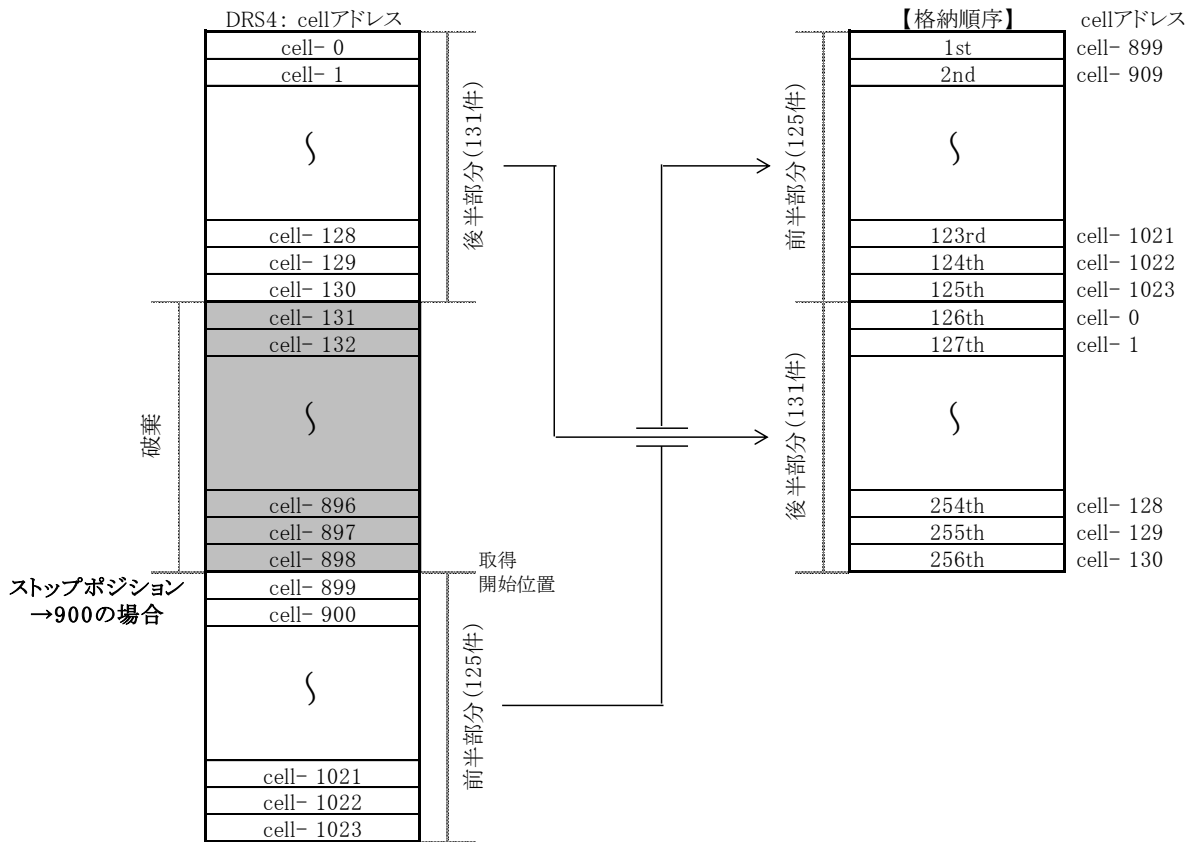 DRS4: cellアドレス
cell- 0
cell- 1
∫
cell- 128
cell- 129
cell- 130
cell- 131
cell- 132
∫
cell- 896
cell- 897
cell- 898
cell- 899
cell- 900
∫
cell- 1021
cell- 1022
cell- 1023
後半部分(131件)
破棄
取得
開始位置
ストップポジション
→900の場合
前半部分(125件)
【格納順序】 cellアドレス
1st cell- 899
2nd cell- 909
∫
123rd cell- 1021
124th cell- 1022
125th cell- 1023
126th cell- 0
127th cell- 1
∫
254th cell- 128
255th cell- 129
256th cell- 130
前半部分(125件)
後半部分(131件)